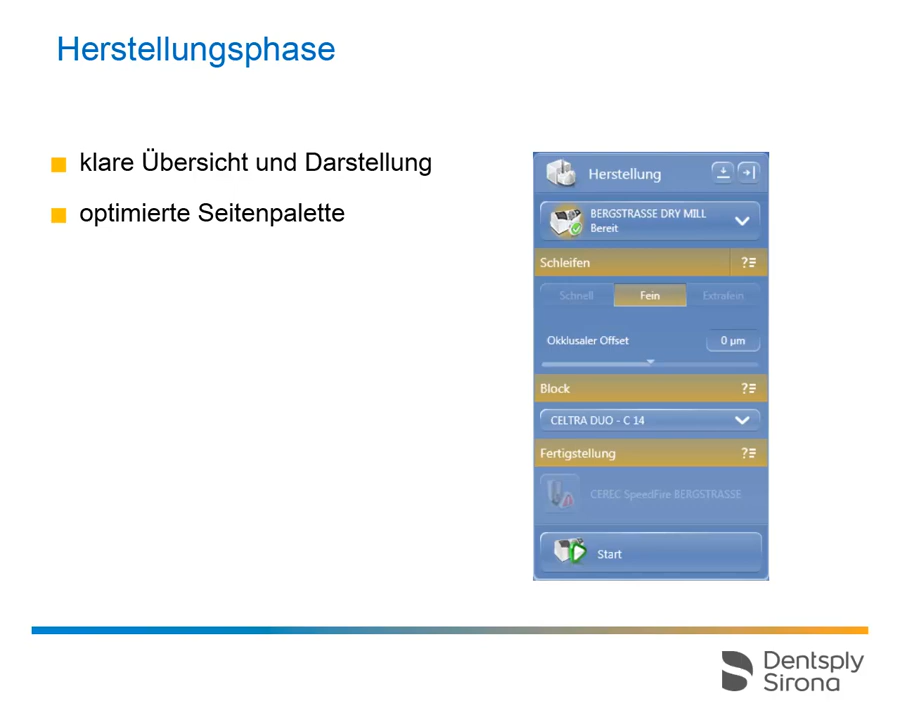 Herstellungsphase
klare Übersicht und Darstellung
optimierte Seitenpalette
Herstellung
BERGSTRASSE DRY MILL
Bereit
Schleifen ?
Schnell Fein Extrafein
Okklusaler Offset 0 µm
Block ?
CELTRA DUO - C 14
Fertigstellung ?
CEREC SpeedFire BERGSTRASSE
Start
Dentsply
Sirona